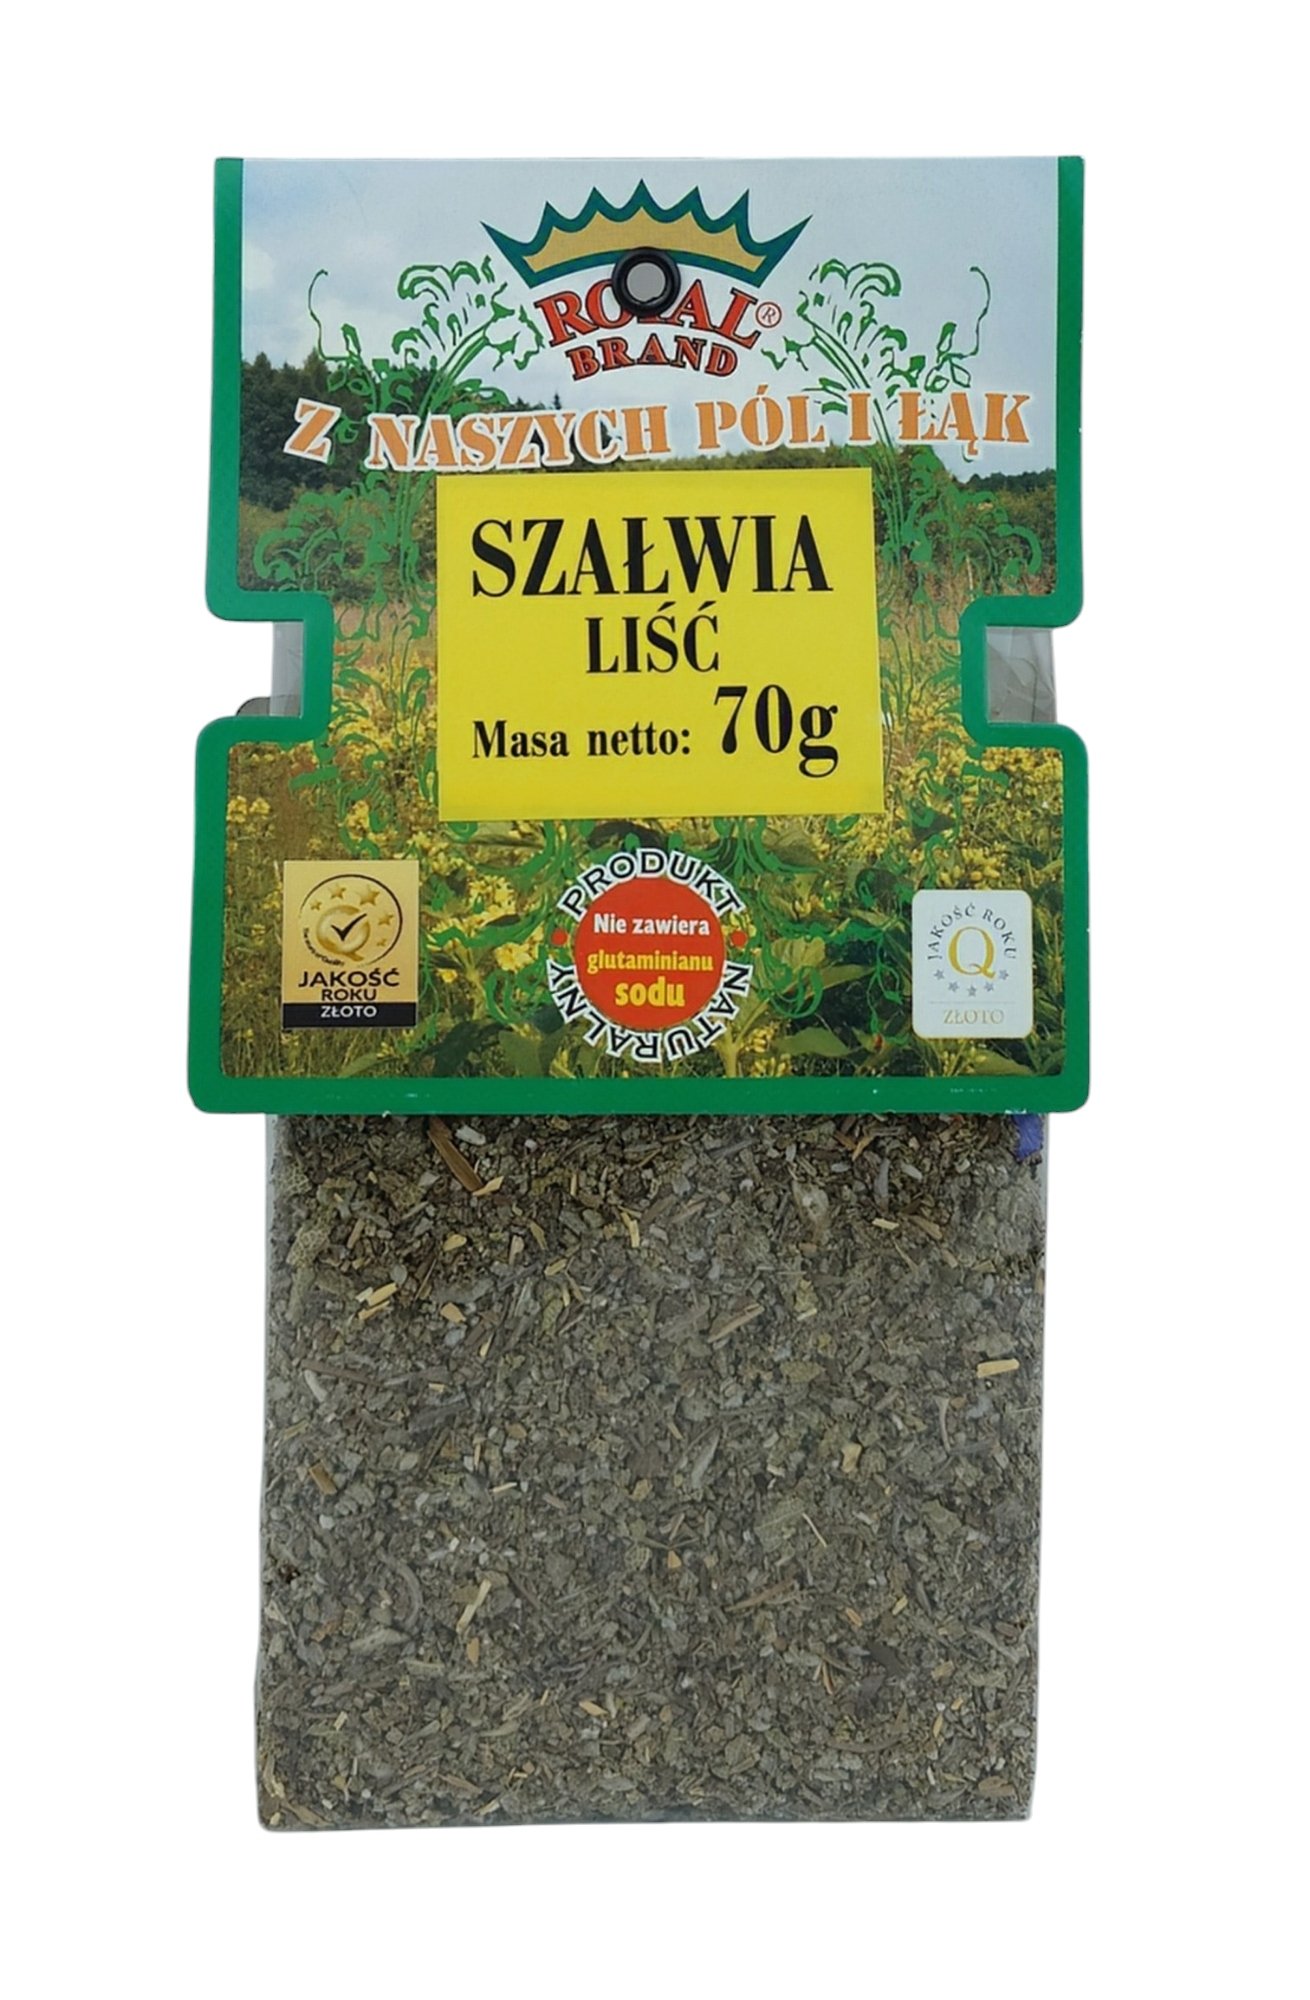 ROYAL®
BRAND
Z NASZYCH PÓL I ŁĄK
SZAŁWIA
LIŚĆ
Masa netto: 70g
PRODUKT NATURALNY
Nie zawiera
glutaminianu
sodu
JAKOŚĆ
ROKU
ZŁOTO
JAKOŚĆ ROKU
Q
ZŁOTO